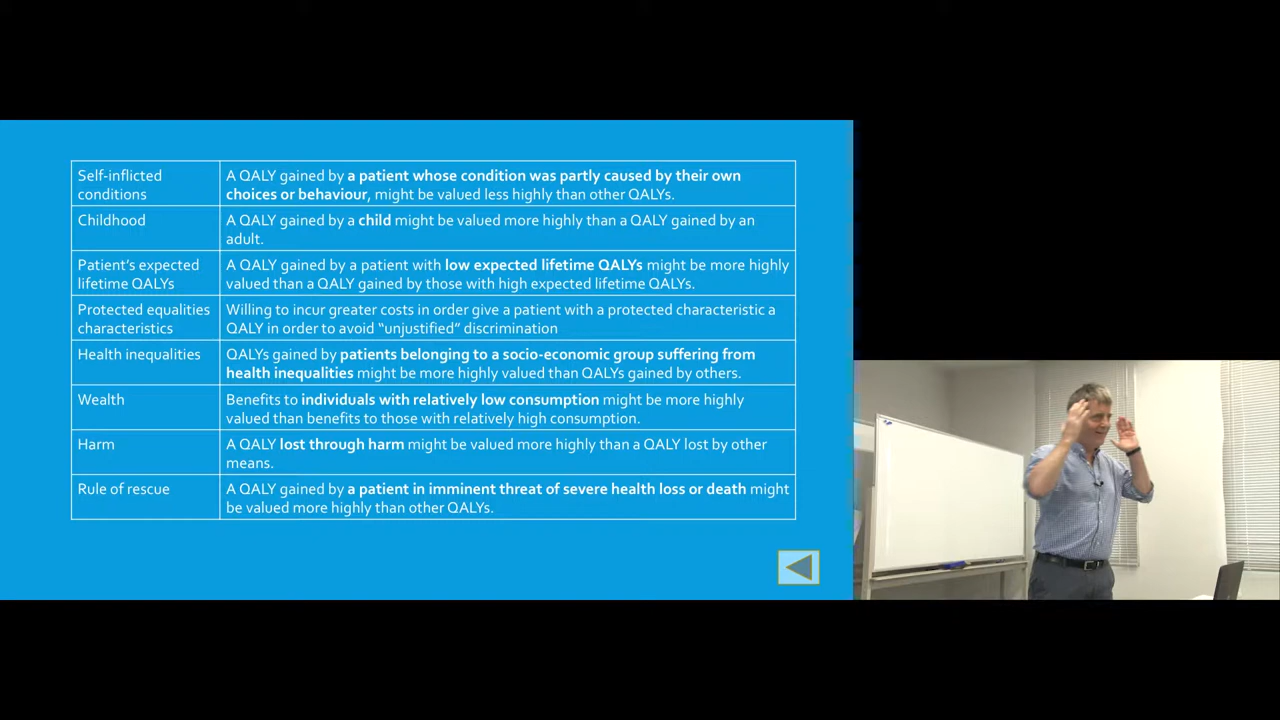 Self-inflicted
conditions
A QALY gained by a patient whose condition was partly caused by their own
choices or behaviour, might be valued less highly than other QALYs.
Childhood
A QALY gained by a child might be valued more highly than a QALY gained by an
adult.
Patient's expected
lifetime QALYs
A QALY gained by a patient with low expected lifetime QALYs might be more highly
valued than a QALY gained by those with high expected lifetime QALYs.
Protected equalities
characteristics
Willing to incur greater costs in order give a patient with a protected characteristic a
QALY in order to avoid “unjustified” discrimination
Health inequalities
QALYs gained by patients belonging to a socio-economic group suffering from
health inequalities might be more highly valued than QALYs gained by others.
Wealth
Benefits to individuals with relatively low consumption might be more highly
valued than benefits to those with relatively high consumption.
Harm
A QALY lost through harm might be valued more highly than a QALY lost by other
means.
Rule of rescue
A QALY gained by a patient in imminent threat of severe health loss or death might
be valued more highly than other QALYs.